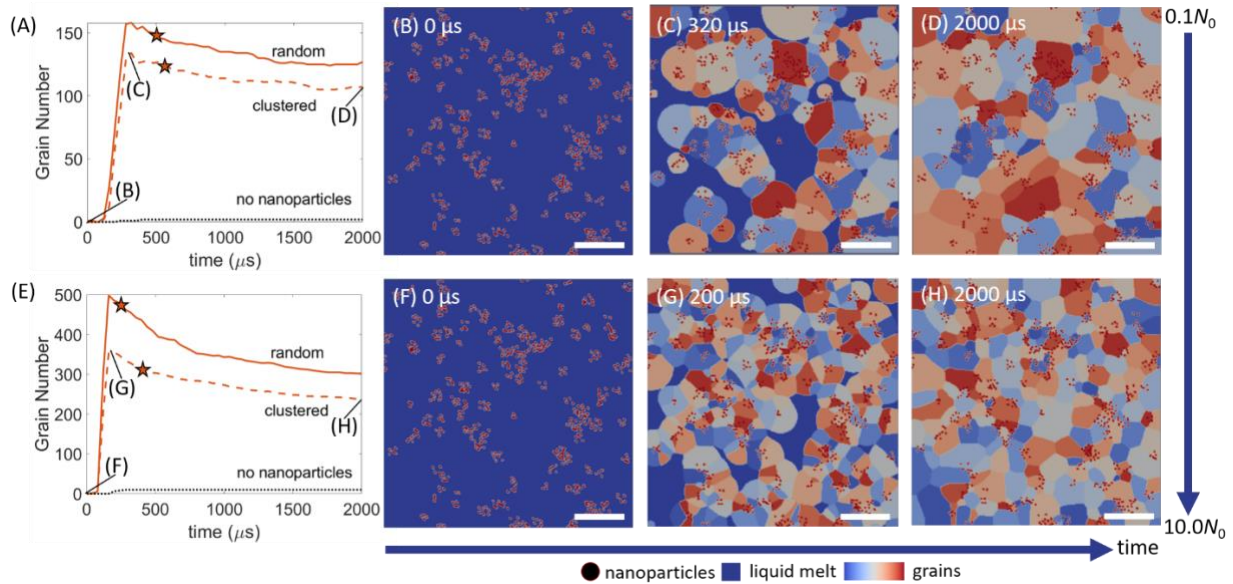 (A)
150
100
50
0
Grain Number
random
(C)
clustered
(D)
(B)
no nanoparticles
0 500 1000 1500 2000
time (μs)
(B) 0 μs
(C) 320 μs
(D) 2000 μs
0.1N₀
(E)
500
400
300
200
100
0
Grain Number
random
(G)
clustered
(H)
(F)
no nanoparticles
0 500 1000 1500 2000
time (μs)
(F) 0 μs
(G) 200 μs
(H) 2000 μs
10.0N₀
time
nanoparticles liquid melt grains